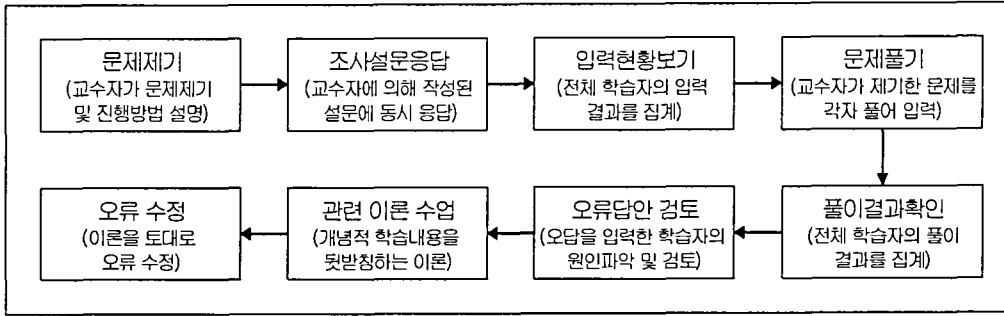 문제제기
(교수자가 문제제기
및 진행방법 설명)
조사설문응답
(교수자에 의해 작성된
설문에 동시 응답)
입력현황보기
(전체 학습자의 입력
결과를 집계)
문제풀기
(교수자가 제기한 문제를
각자 풀어 입력)
풀이결과확인
(전체 학습자의 풀이
결과를 집계)
오류답안 검토
(오답을 입력한 학습자의
원인파악 및 검토)
관련 이론 수업
(개념적 학습내용을
뒷받침하는 이론)
오류 수정
(이론을 토대로
오류 수정)